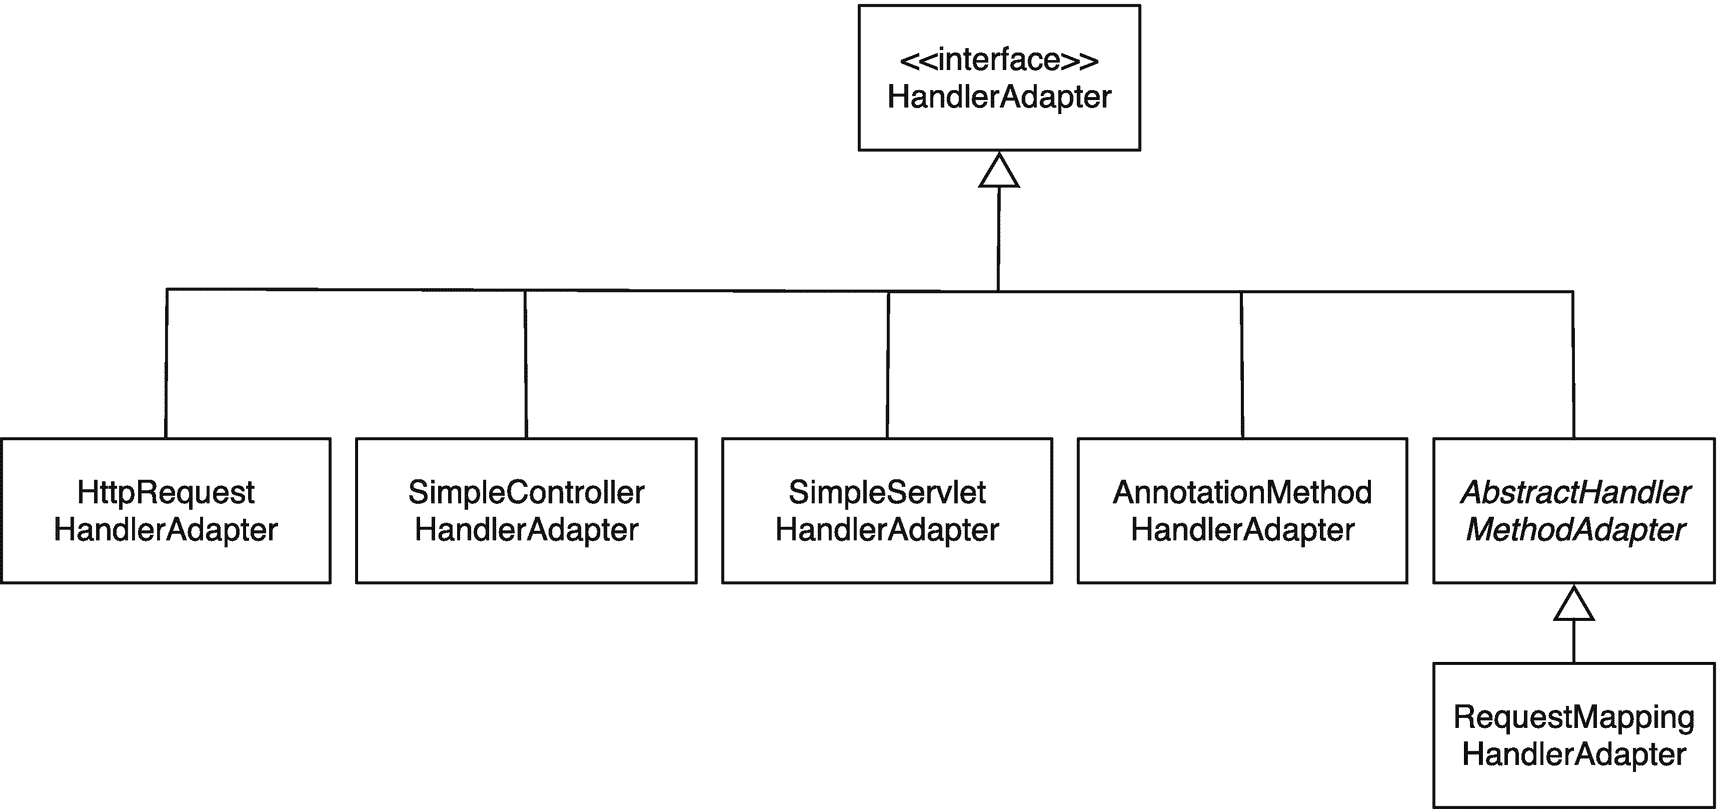 <<interface>>
HandlerAdapter
HttpRequest
HandlerAdapter
SimpleController
HandlerAdapter
SimpleServlet
HandlerAdapter
AnnotationMethod
HandlerAdapter
AbstractHandler
MethodAdapter
RequestMapping
HandlerAdapter